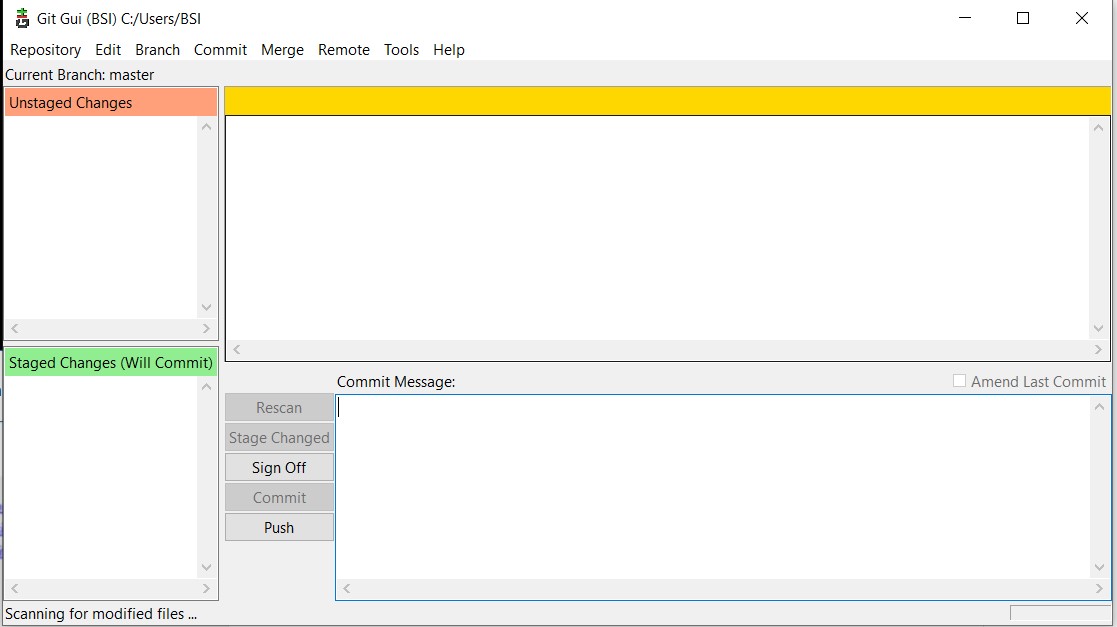 Git Gui (BSI) C:/Users/BSI
Repository Edit Branch Commit Merge Remote Tools Help
Current Branch: master
Unstaged Changes
Staged Changes (Will Commit)
Commit Message:
Amend Last Commit
Rescan
Stage Changed
Sign Off
Commit
Push
Scanning for modified files ...